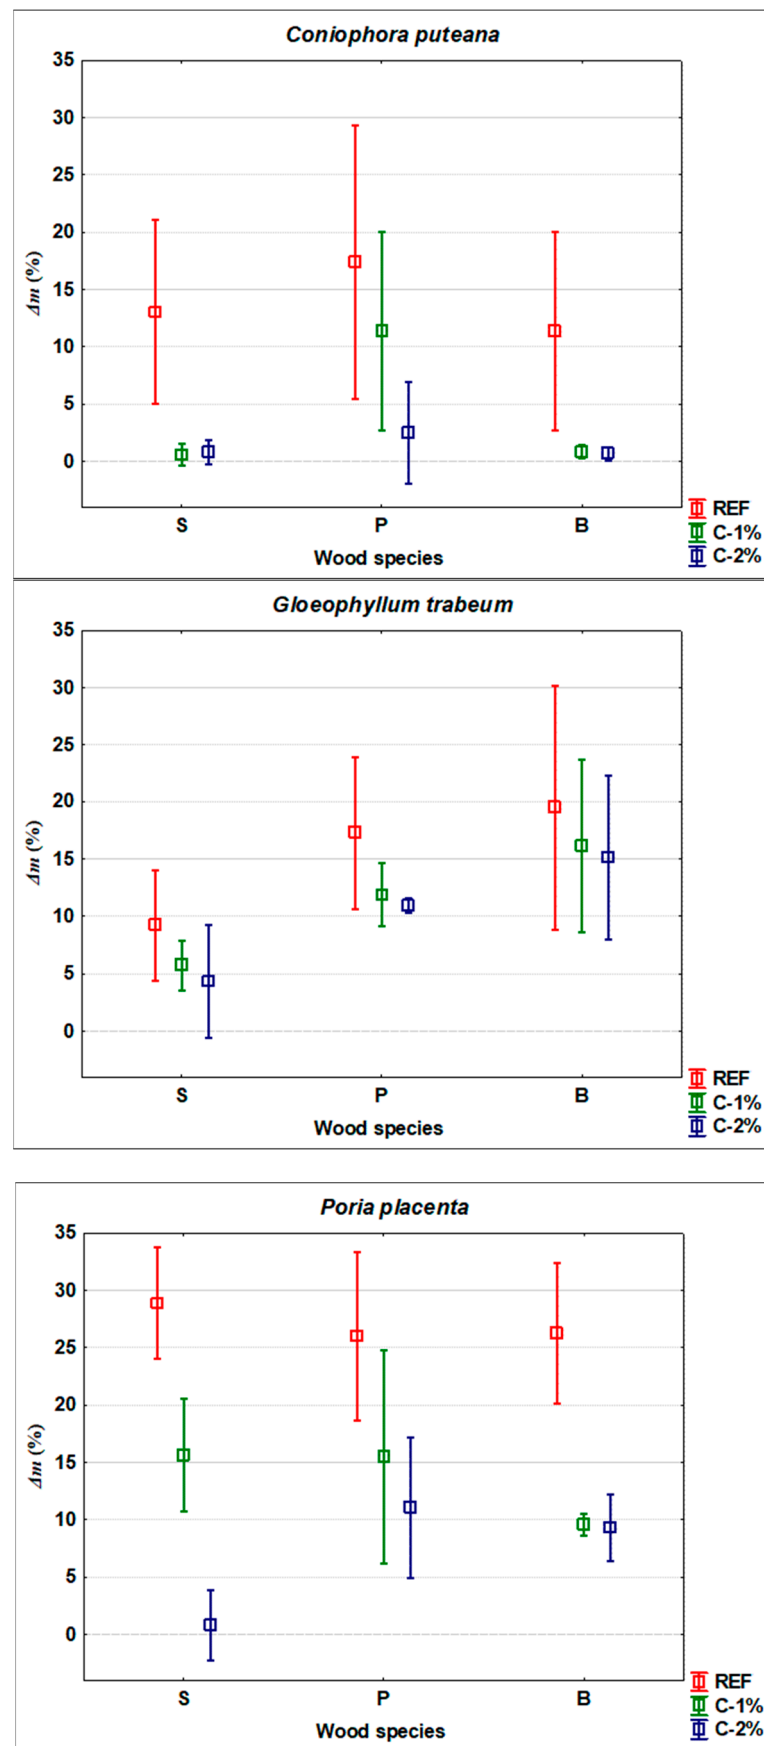 Coniophora puteana
35
30
25
20
15
10
5
0
Δm (%)
S P B
Wood species
REF
C-1%
C-2%
Gloeophyllum trabeum
35
30
25
20
15
10
5
0
Δm (%)
S P B
Wood species
REF
C-1%
C-2%
Poria placenta
35
30
25
20
15
10
5
0
Δm (%)
S P B
Wood species
REF
C-1%
C-2%